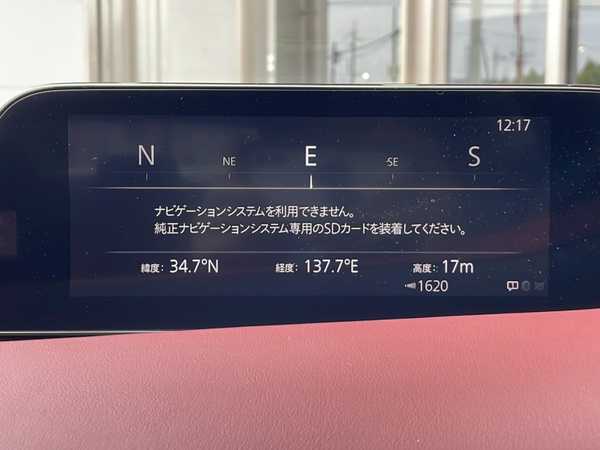 12:17
N NE E SE S
ナビゲーションシステムを利用できません。
純正ナビゲーションシステム専用のSDカードを装着してください。
緯度: 34.7°N 経度: 137.7°E 高度: 17m
1620